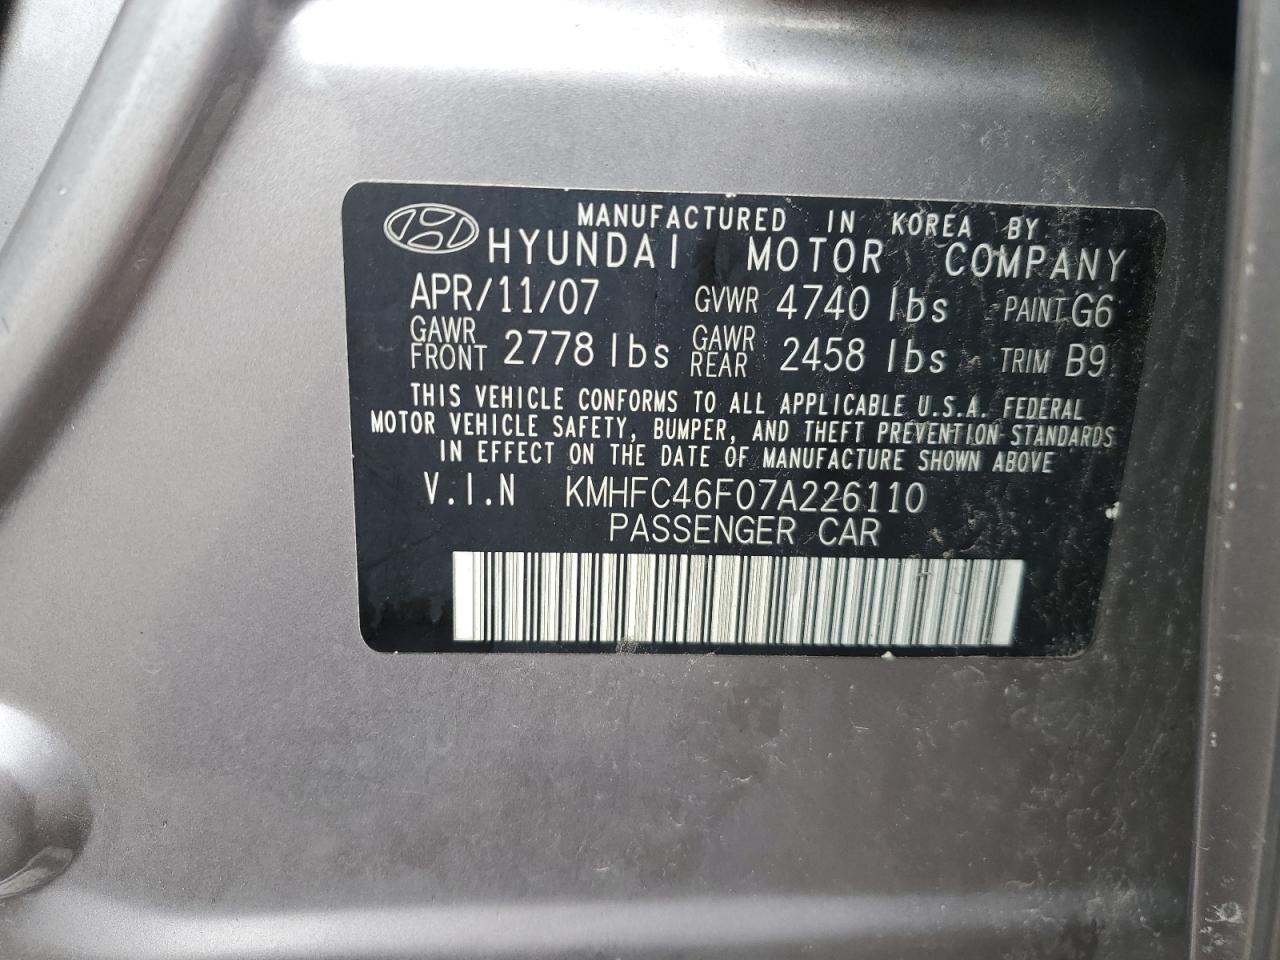 MANUFACTURED IN KOREA BY
HYUNDAI MOTOR COMPANY
APR/11/07 GVWR 4740 lbs PAINT G6
GAWR FRONT 2778 lbs GAWR REAR 2458 lbs TRIM B9
THIS VEHICLE CONFORMS TO ALL APPLICABLE U.S.A. FEDERAL
MOTOR VEHICLE SAFETY, BUMPER, AND THEFT PREVENTION STANDARDS
IN EFFECT ON THE DATE OF MANUFACTURE SHOWN ABOVE
V.I.N KMHFC46F07A226110
PASSENGER CAR